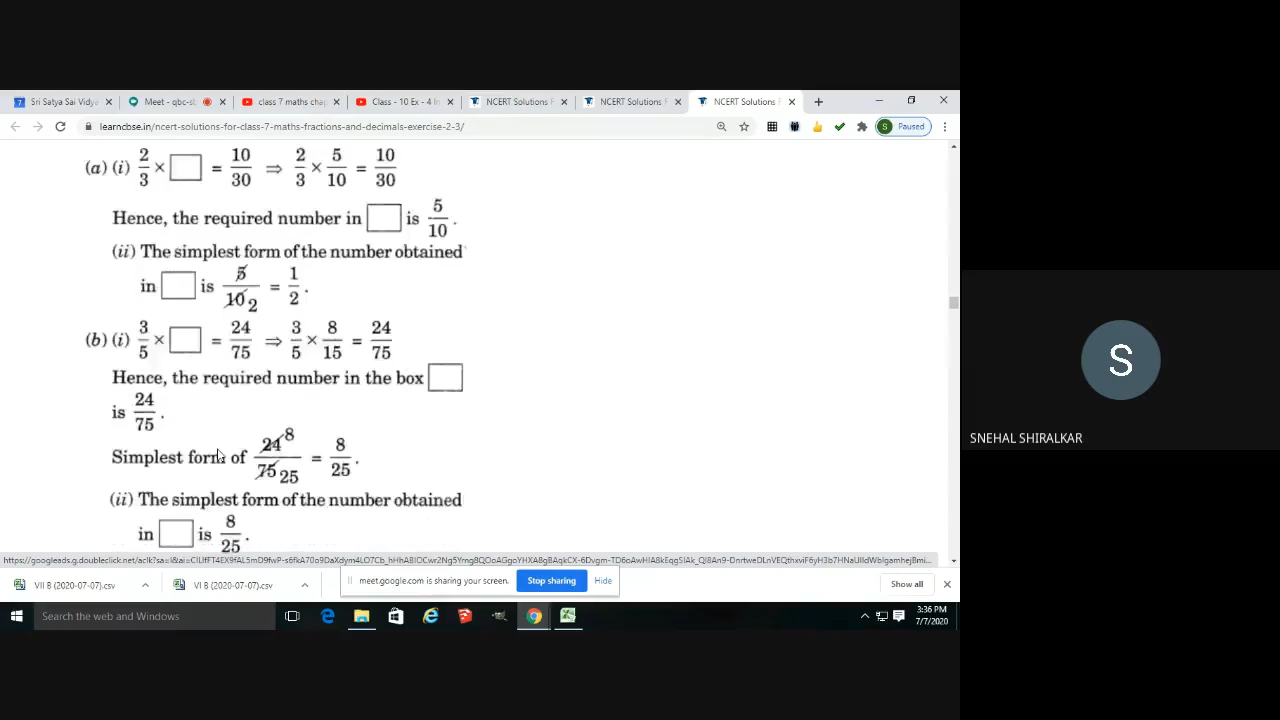 Sri Satya Sai Vidya
Meet - qbc-sl
class 7 maths cha
Class - 10 Ex - 4 In
NCERT Solutions F
NCERT Solutions F
NCERT Solutions F
learncbse.in/ncert-solutions-for-class-7-maths-fractions-and-decimals-exercise-2-3/
S Paused
(a) (i) 2/3 × □ = 10/30 ⇒ 2/3 × 5/10 = 10/30
Hence, the required number in □ is 5/10.
(ii) The simplest form of the number obtained
in □ is 5/10 2 = 1/2.
(b) (i) 3/5 × □ = 24/75 ⇒ 3/5 × 8/15 = 24/75
Hence, the required number in the box □
is 24/75.
Simplest form of 24 8/75 25 = 8/25.
(ii) The simplest form of the number obtained
in □ is 8/25.
S
SNEHAL SHIRALKAR
VII 8 (2020-07-07).csv
VI 8 (2020-07-07).csv
meet.google.com is sharing your screen.
Stop sharing
Hide
Show all
Search the web and Windows
3:36 PM
7/7/2020